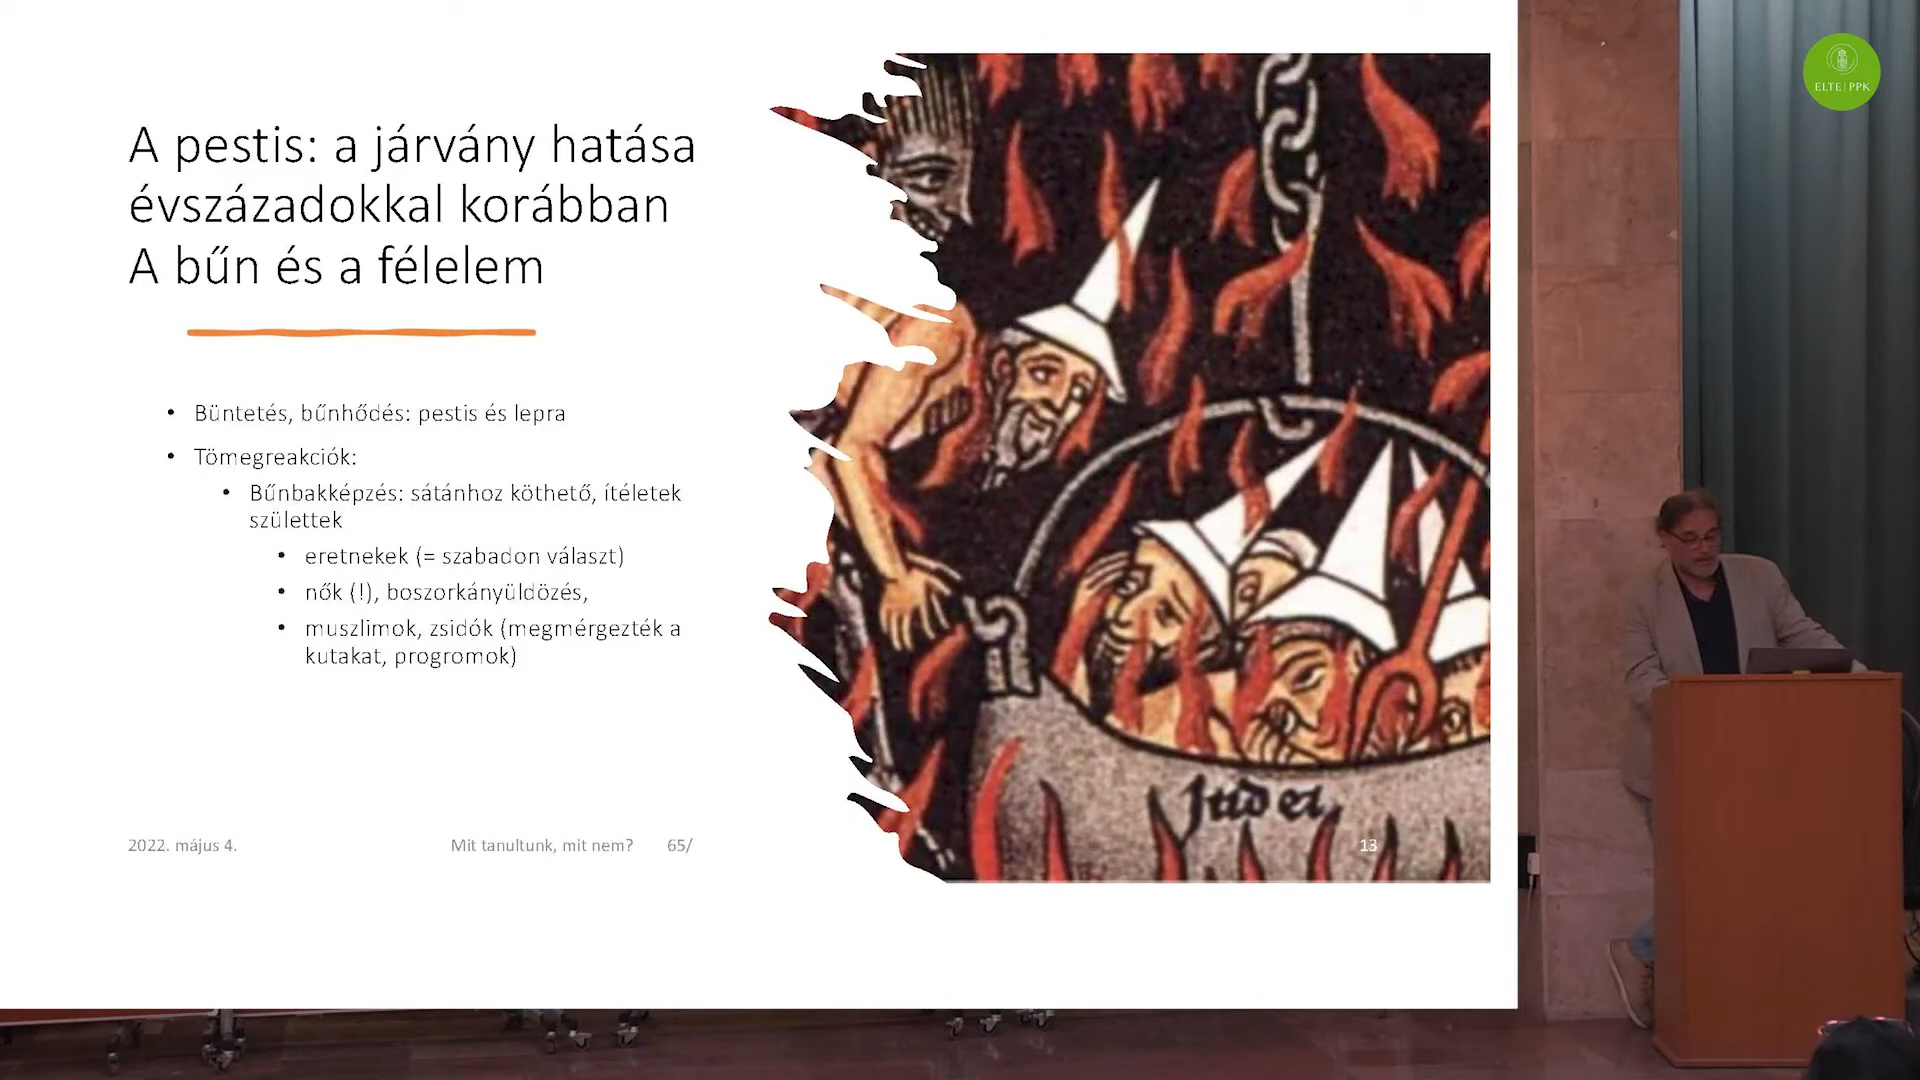 A pestis: a járvány hatása
évszázadokkal korábban
A bűn és a félelem
• Büntetés, bűnhődés: pestis és lepra
• Tömegreakciók:
• Bűnbakképzés: sátánhoz köthető, ítéletek
születtek
• eretnekek (= szabadon választ)
• nők (!), boszorkányüldözés,
• muszlimok, zsidók (megmérgezték a
kutakat, progromok)
2022. május 4.
Mit tanultunk, mit nem?
65/
13
Judei
ELTE | PPK